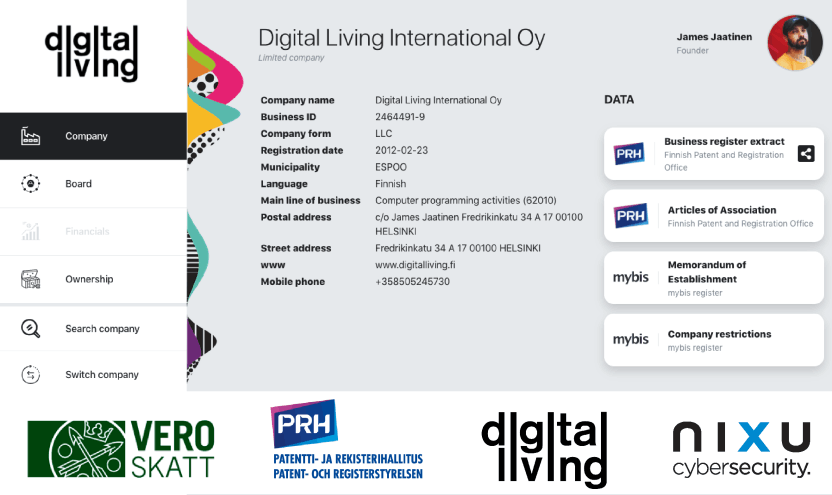 digital
living
Company
Board
Financials
Ownership
Search company
Switch company
Digital Living International Oy
Limited company
James Jaatinen
Founder
Company name Digital Living International Oy
Business ID 2464491-9
Company form LLC
Registration date 2012-02-23
Municipality ESPOO
Language Finnish
Main line of business Computer programming activities (62010)
Postal address c/o James Jaatinen Fredrikinkatu 34 A 17 00100
HELSINKI
Street address Fredrikinkatu 34 A 17 00100 HELSINKI
www www.digitalliving.fi
Mobile phone +358505245730
DATA
PRH
Business register extract
Finnish Patent and Registration
Office
PRH
Articles of Association
Finnish Patent and Registration Office
mybis
Memorandum of
Establishment
mybis register
mybis
Company restrictions
mybis register
VERO
SKATT
PRH
PATENTTI- JA REKISTERIHALLITUS
PATENT- OCH REGISTERSTYRELSEN
digital
living
nixu
cybersecurity.